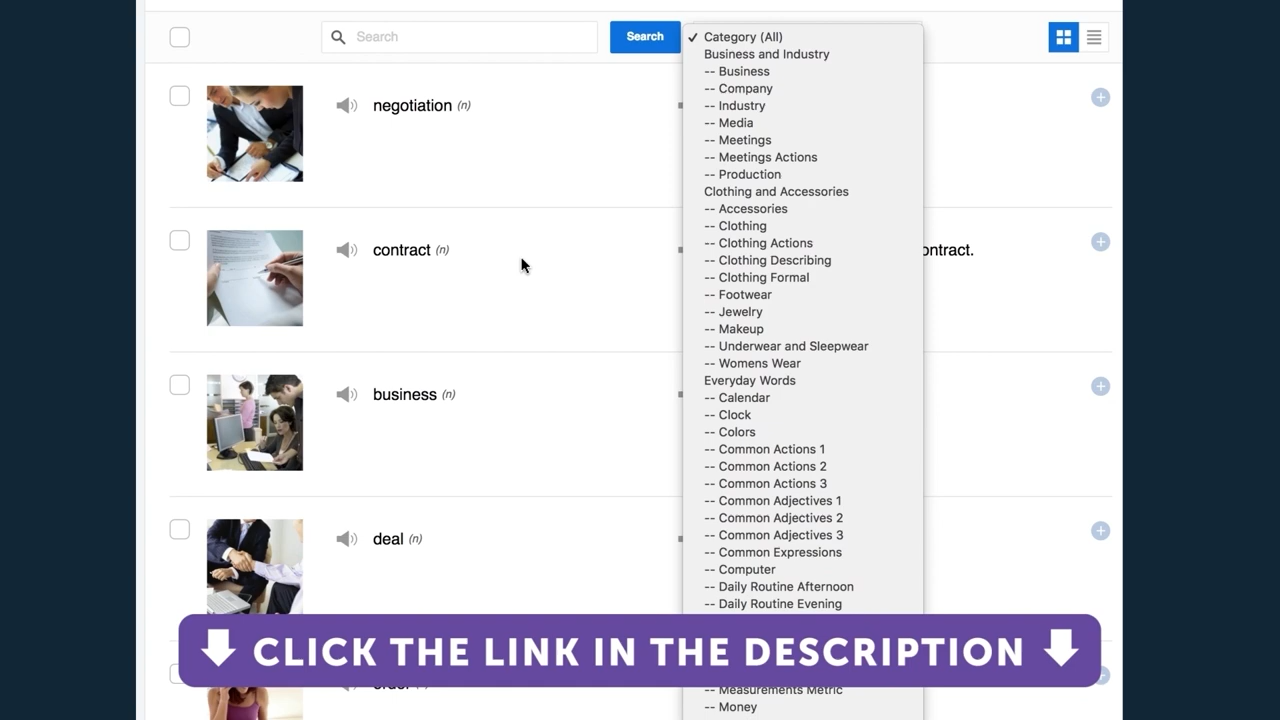 Search
Search
✓ Category (All)
Business and Industry
-- Business
-- Company
-- Industry
-- Media
-- Meetings
-- Meetings Actions
-- Production
Clothing and Accessories
-- Accessories
-- Clothing
-- Clothing Actions
-- Clothing Describing
-- Clothing Formal
-- Footwear
-- Jewelry
-- Makeup
-- Underwear and Sleepwear
-- Womens Wear
Everyday Words
-- Calendar
-- Clock
-- Colors
-- Common Actions 1
-- Common Actions 2
-- Common Actions 3
-- Common Adjectives 1
-- Common Adjectives 2
-- Common Adjectives 3
-- Common Expressions
-- Computer
-- Daily Routine Afternoon
-- Daily Routine Evening
-- Measurements Metric
-- Money
negotiation (n)
contract (n)
ontract.
business (n)
deal (n)
order
CLICK THE LINK IN THE DESCRIPTION